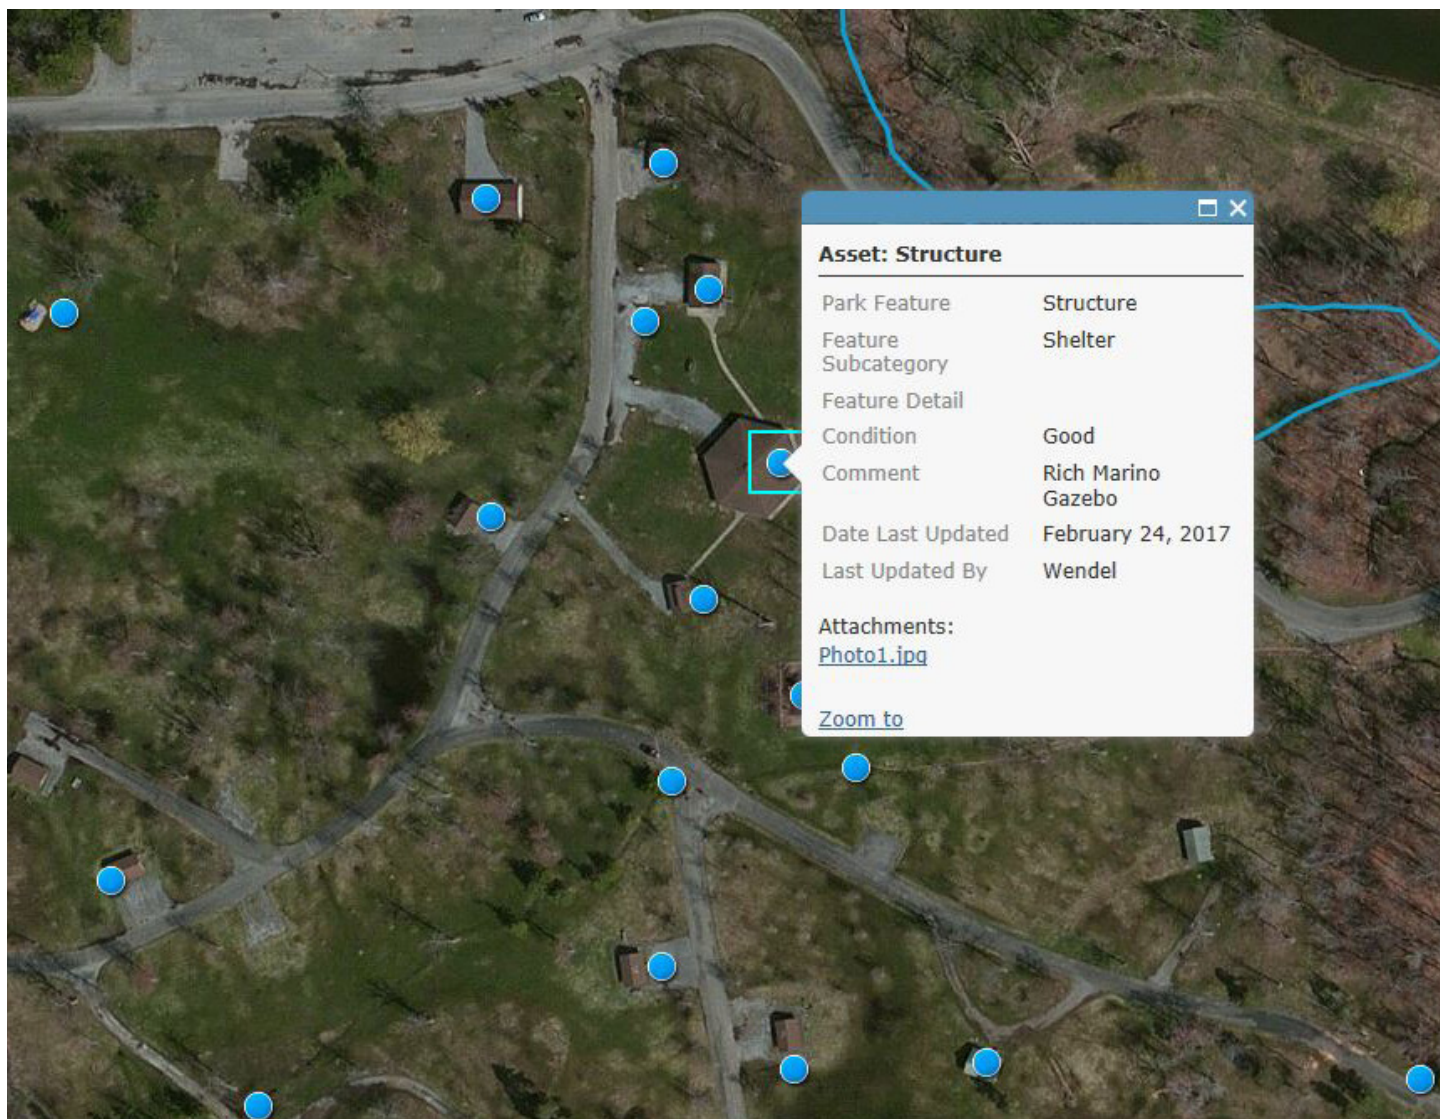 Asset: Structure
Park Feature Structure
Feature Shelter
Subcategory
Feature Detail
Condition Good
Comment Rich Marino
Gazebo
Date Last Updated February 24, 2017
Last Updated By Wendel
Attachments:
Photo1.jpg
Zoom to